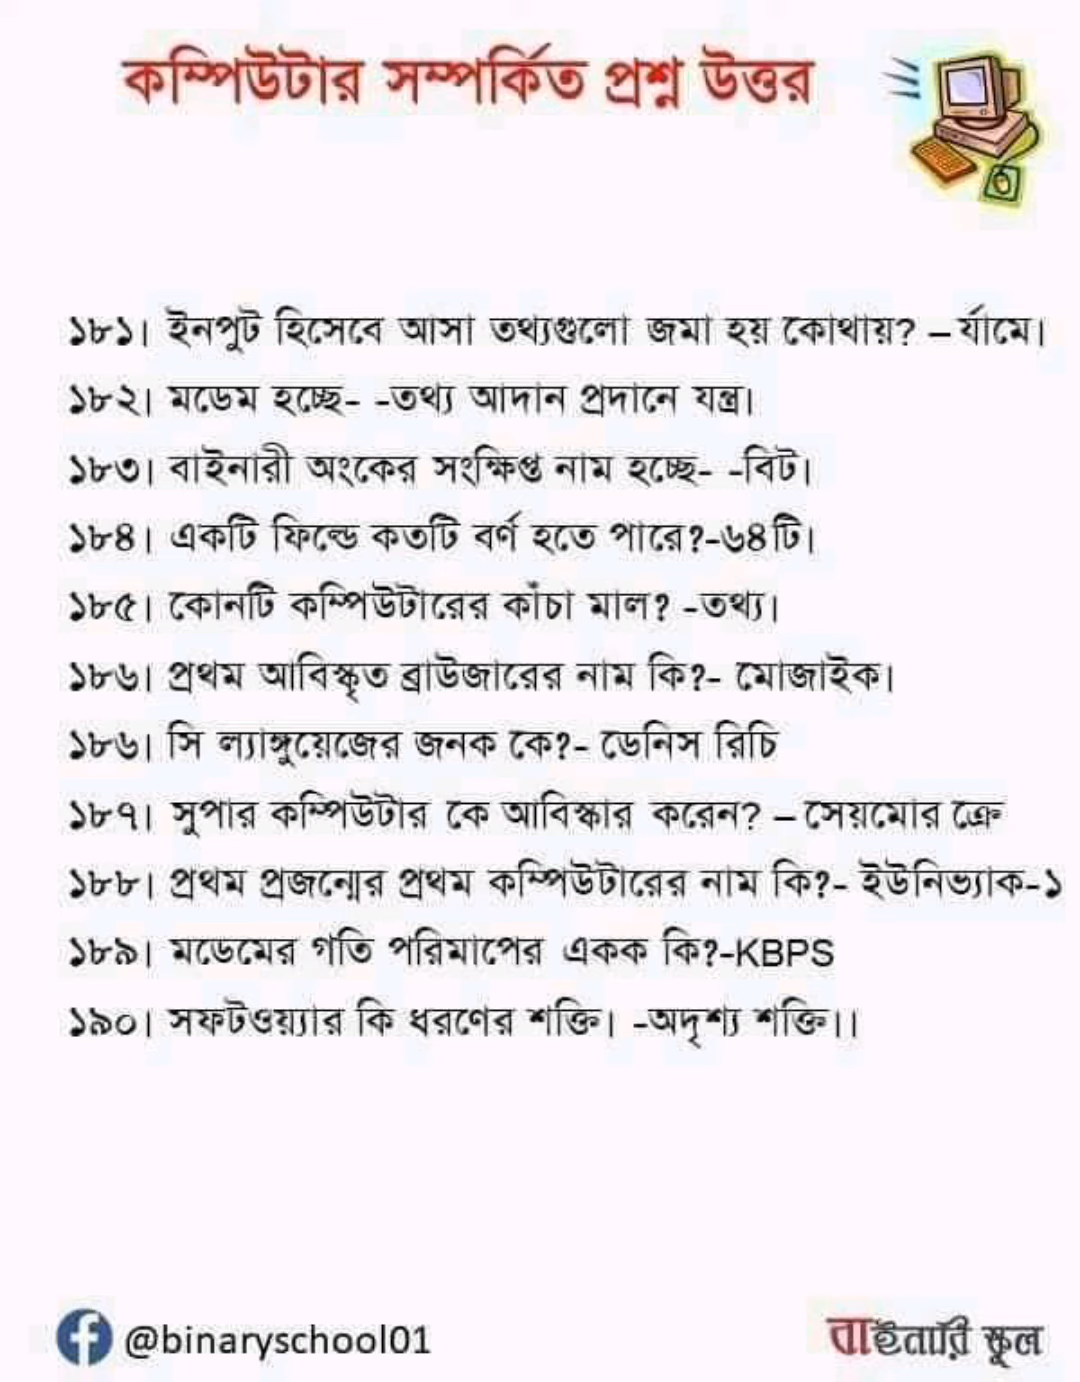 কম্পিউটার সম্পর্কিত প্রশ্ন উত্তর
১৮১। ইনপুট হিসেবে আসা তথ্যগুলো জমা হয় কোথায়? – র্যামে।
১৮২। মডেম হচ্ছে- -তথ্য আদান প্রদানে যন্ত্র।
১৮৩। বাইনারী অংকের সংক্ষিপ্ত নাম হচ্ছে- -বিট।
১৮৪। একটি ফিল্ডে কতটি বর্ণ হতে পারে?-৬৪টি।
১৮৫। কোনটি কম্পিউটারের কাঁচা মাল? -তথ্য।
১৮৬। প্রথম আবিস্কৃত ব্রাউজারের নাম কি?- মোজাইক।
১৮৬। সি ল্যাঙ্গুয়েজের জনক কে?- ডেনিস রিচি
১৮৭। সুপার কম্পিউটার কে আবিস্কার করেন? – সেয়মোর ক্রে
১৮৮। প্রথম প্রজন্মের প্রথম কম্পিউটারের নাম কি?- ইউনিভ্যাক-১
১৮৯। মডেমের গতি পরিমাপের একক কি?-KBPS
১৯০। সফটওয়্যার কি ধরণের শক্তি। -অদৃশ্য শক্তি।।
@binaryschool01
বাইনারি স্কুল